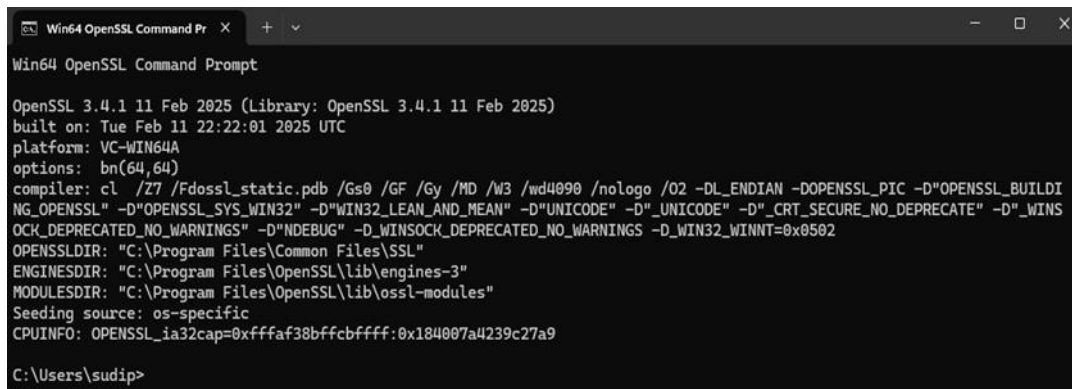 Win64 OpenSSL Command Pr
Win64 OpenSSL Command Prompt
OpenSSL 3.4.1 11 Feb 2025 (Library: OpenSSL 3.4.1 11 Feb 2025)
built on: Tue Feb 11 22:22:01 2025 UTC
platform: VC-WIN64A
options:  bn(64,64)
compiler: cl  /Z7 /Fdossl_static.pdb /Gs0 /GF /Gy /MD /W3 /wd4090 /nologo /O2 -DL_ENDIAN -DOPENSSL_PIC -D"OPENSSL_BUILDI
NG_OPENSSL" -D"OPENSSL_SYS_WIN32" -D"WIN32_LEAN_AND_MEAN" -D"UNICODE" -D"_UNICODE" -D"_CRT_SECURE_NO_DEPRECATE" -D"_WINS
OCK_DEPRECATED_NO_WARNINGS" -D"NDEBUG" -D_WINSOCK_DEPRECATED_NO_WARNINGS -D_WIN32_WINNT=0x0502
OPENSSLDIR: "C:\Program Files\Common Files\SSL"
ENGINESDIR: "C:\Program Files\OpenSSL\lib\engines-3"
MODULESDIR: "C:\Program Files\OpenSSL\lib\ossl-modules"
Seeding source: os-specific
CPUINFO: OPENSSL_ia32cap=0xfffaf38bffcbffff:0x184007a4239c27a9
C:\Users\sudip>